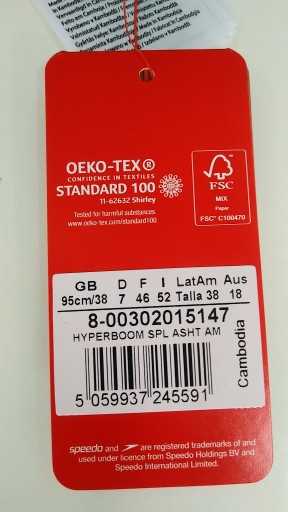 OEKO-TEX®
CONFIDENCE IN TEXTILES
STANDARD 100
11-62632 Shirley
Tested for harmful substances.
www.oeko-tex.com/standard100
FSC
MIX
Paper
FSC® C100470
GB D F I LatAm Aus
95cm/38 7 46 52 Talla 38 18
8-00302015147
HYPERBOOM SPL ASHT AM
5 059937 245591
Cambodia
speedo and are registered trademarks of and
used under licence from Speedo Holdings BV and
Speedo International Limited.